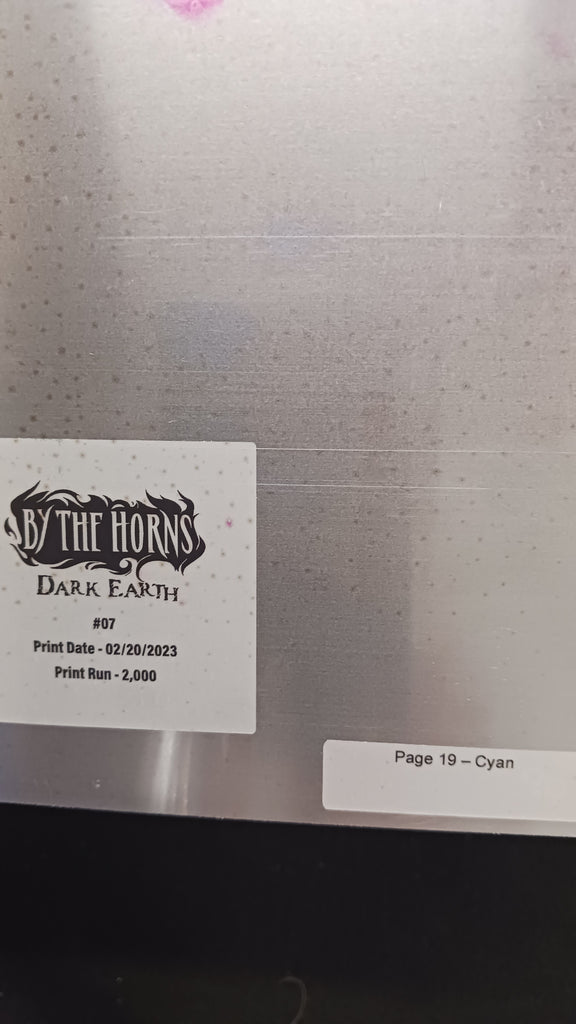 BY THE HORNS
DARK EARTH
#07
Print Date - 02/20/2023
Print Run - 2,000
Page 19 – Cyan